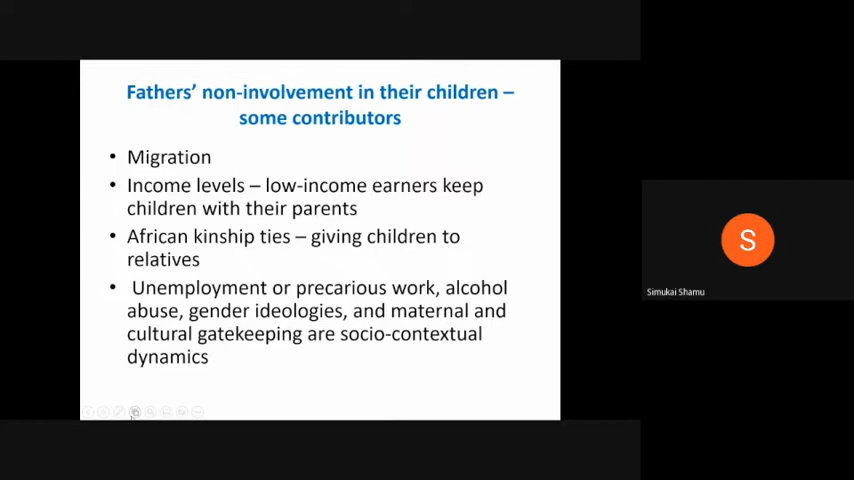 Fathers’ non-involvement in their children –
some contributors
• Migration
• Income levels – low-income earners keep
children with their parents
• African kinship ties – giving children to
relatives
• Unemployment or precarious work, alcohol
abuse, gender ideologies, and maternal and
cultural gatekeeping are socio-contextual
dynamics
S
Simukai Shamu